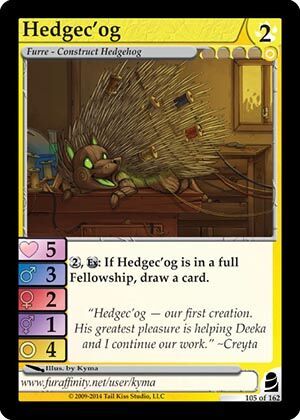 Hedgec'og
2
Furre - Construct Hedgehog
5
3
2
1
4
2, Ex: If Hedgec'og is in a full
Fellowship, draw a card.
"Hedgec'og — our first creation.
His greatest pleasure is helping Deeka
and I continue our work." ~Creyta
Illus. by Kyma
www.furaffinity.net/user/kyma
105 of 162
© 2009-2014 Tail Kiss Studio, LLC